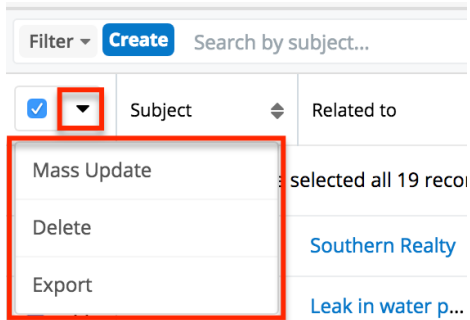 Filter Create Search by subject...
Subject Related to
Mass Update
selected all 19 recor
Delete
Southern Realty
Export
Leak in water p...